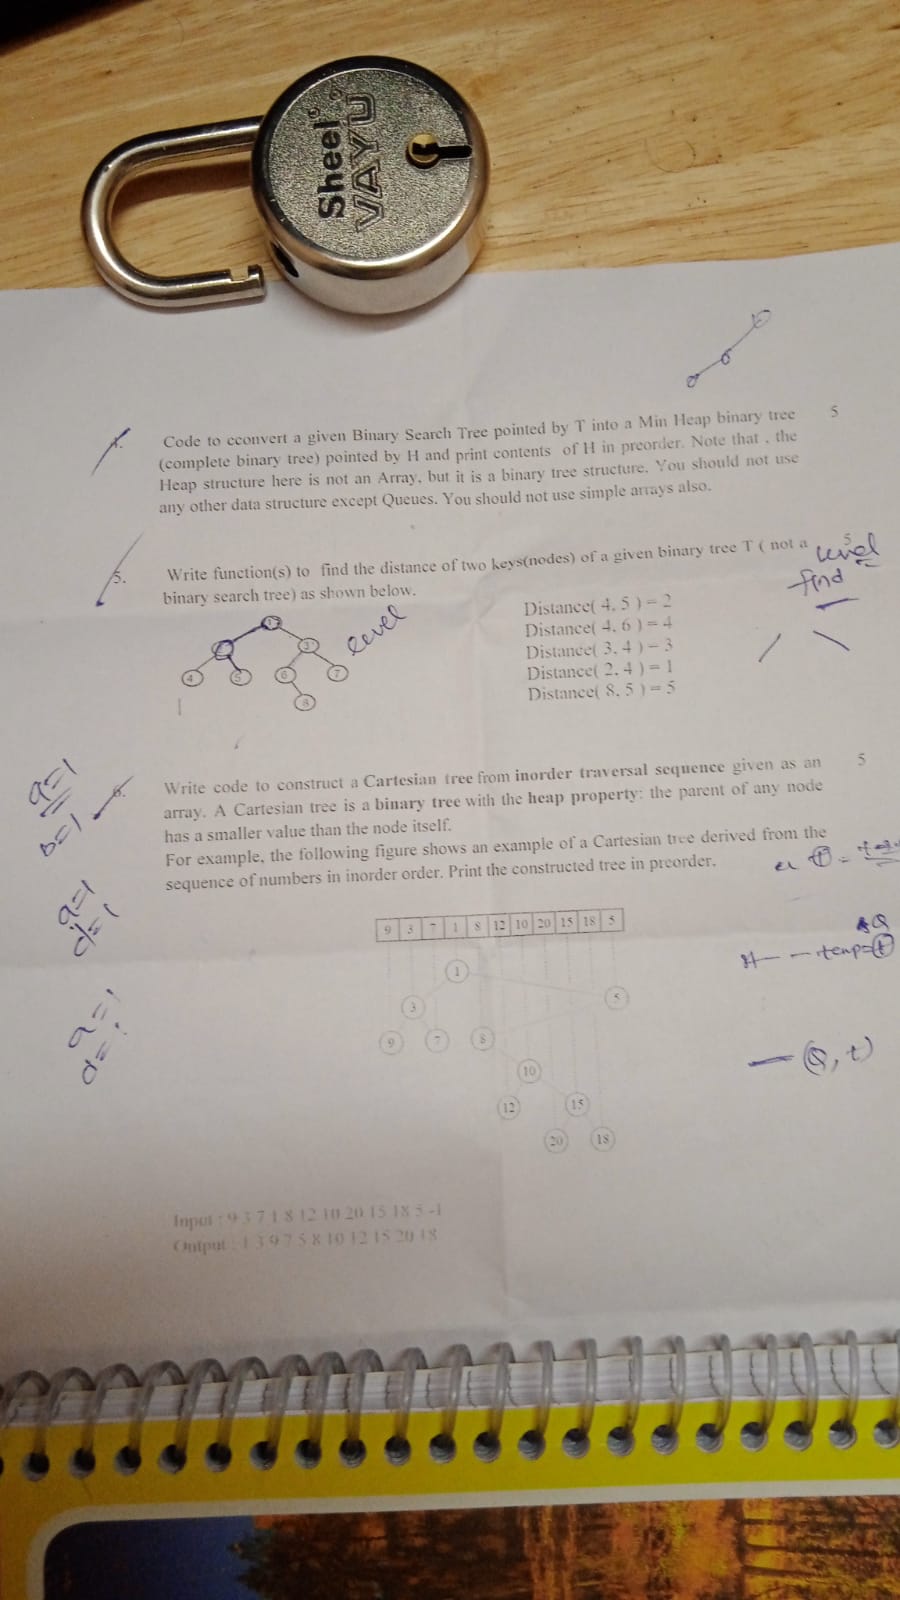 Sheel
VAYU
4. Code to cconvert a given Binary Search Tree pointed by T into a Min Heap binary tree 5
(complete binary tree) pointed by H and print contents of H in preorder. Note that , the
Heap structure here is not an Array, but it is a binary tree structure. You should not use
any other data structure except Queues. You should not use simple arrays also.
5. Write function(s) to find the distance of two keys(nodes) of a given binary tree T ( not a 5
binary search tree) as shown below.
level
find
level
Distance( 4, 5 ) = 2
Distance( 4, 6 ) = 4
Distance( 3, 4 ) = 3
Distance( 2, 4 ) = 1
Distance( 8, 5 ) = 5
3
4 5 6 7
8
a=1
b=1
6. Write code to construct a Cartesian tree from inorder traversal sequence given as an 5
array. A Cartesian tree is a binary tree with the heap property: the parent of any node
has a smaller value than the node itself.
For example, the following figure shows an example of a Cartesian tree derived from the
sequence of numbers in inorder order. Print the constructed tree in preorder.
a=1
d=1
9 3 7 1 8 12 10 20 15 18 5
1
3 5
9 7 8
10
12 15
20 18
temp=t
(Q, t)
a=1
Input : 9 3 7 1 8 12 10 20 15 18 5 -1
Output : 1 3 9 7 5 8 10 12 15 20 18